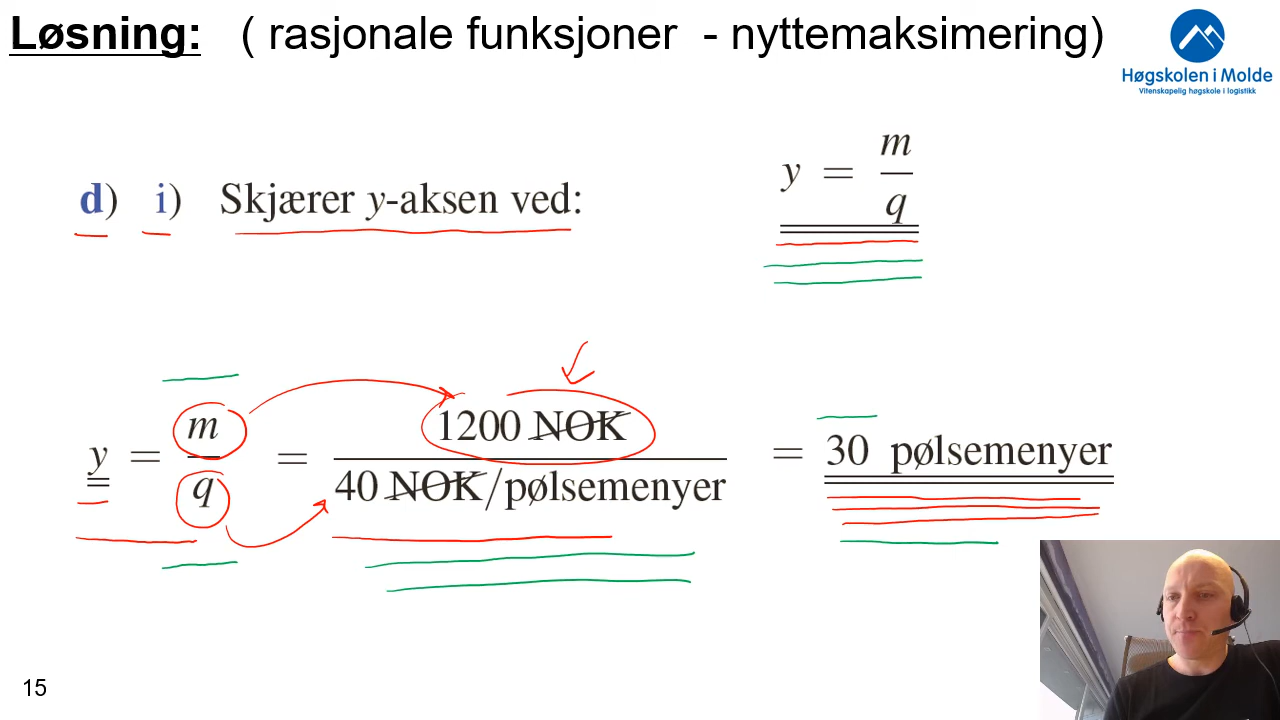 Løsning: ( rasjonale funksjoner - nyttemaksimering)
Høgskolen i Molde
Vitenskapelig høgskole i logistikk
d) i) Skjærer y-aksen ved: y = m/q
y = m/q = 1200 NOK / 40 NOK/pølsemenyer = 30 pølsemenyer
15